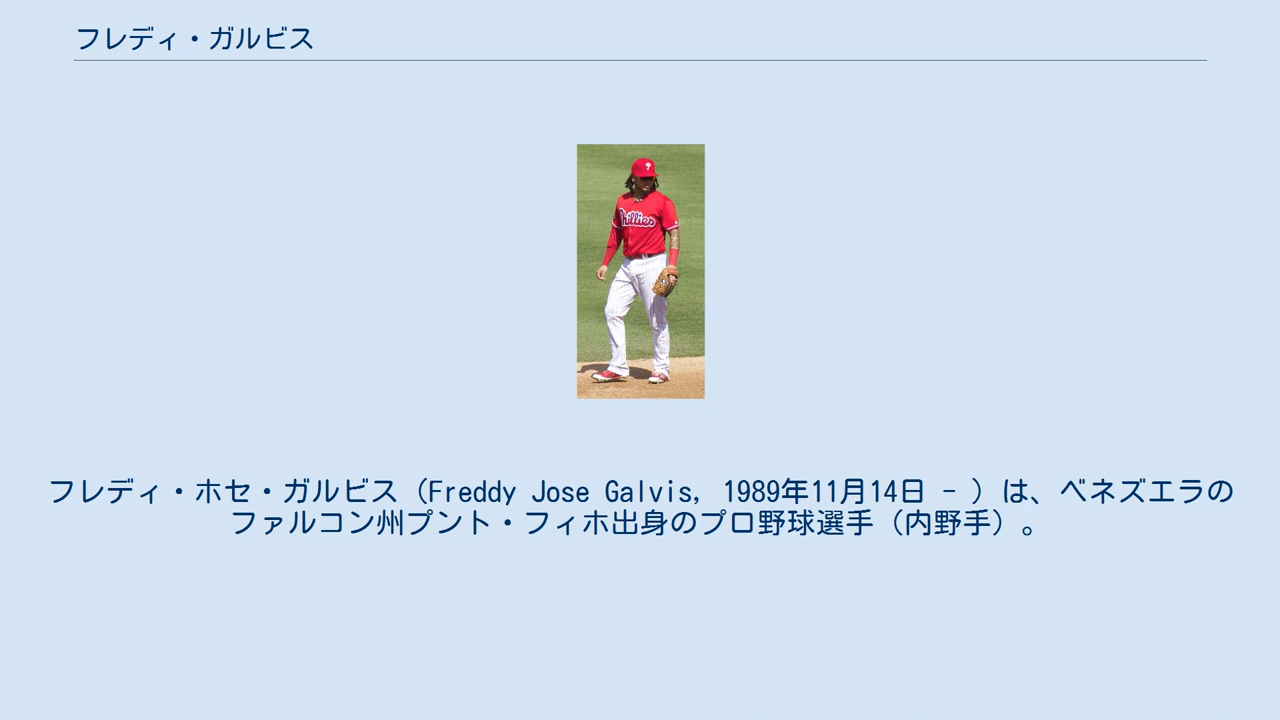 フレディ・ガルビス
Phillies
フレディ・ホセ・ガルビス（Freddy Jose Galvis, 1989年11月14日 - ）は、ベネズエラの
ファルコン州プント・フィホ出身のプロ野球選手（内野手）。